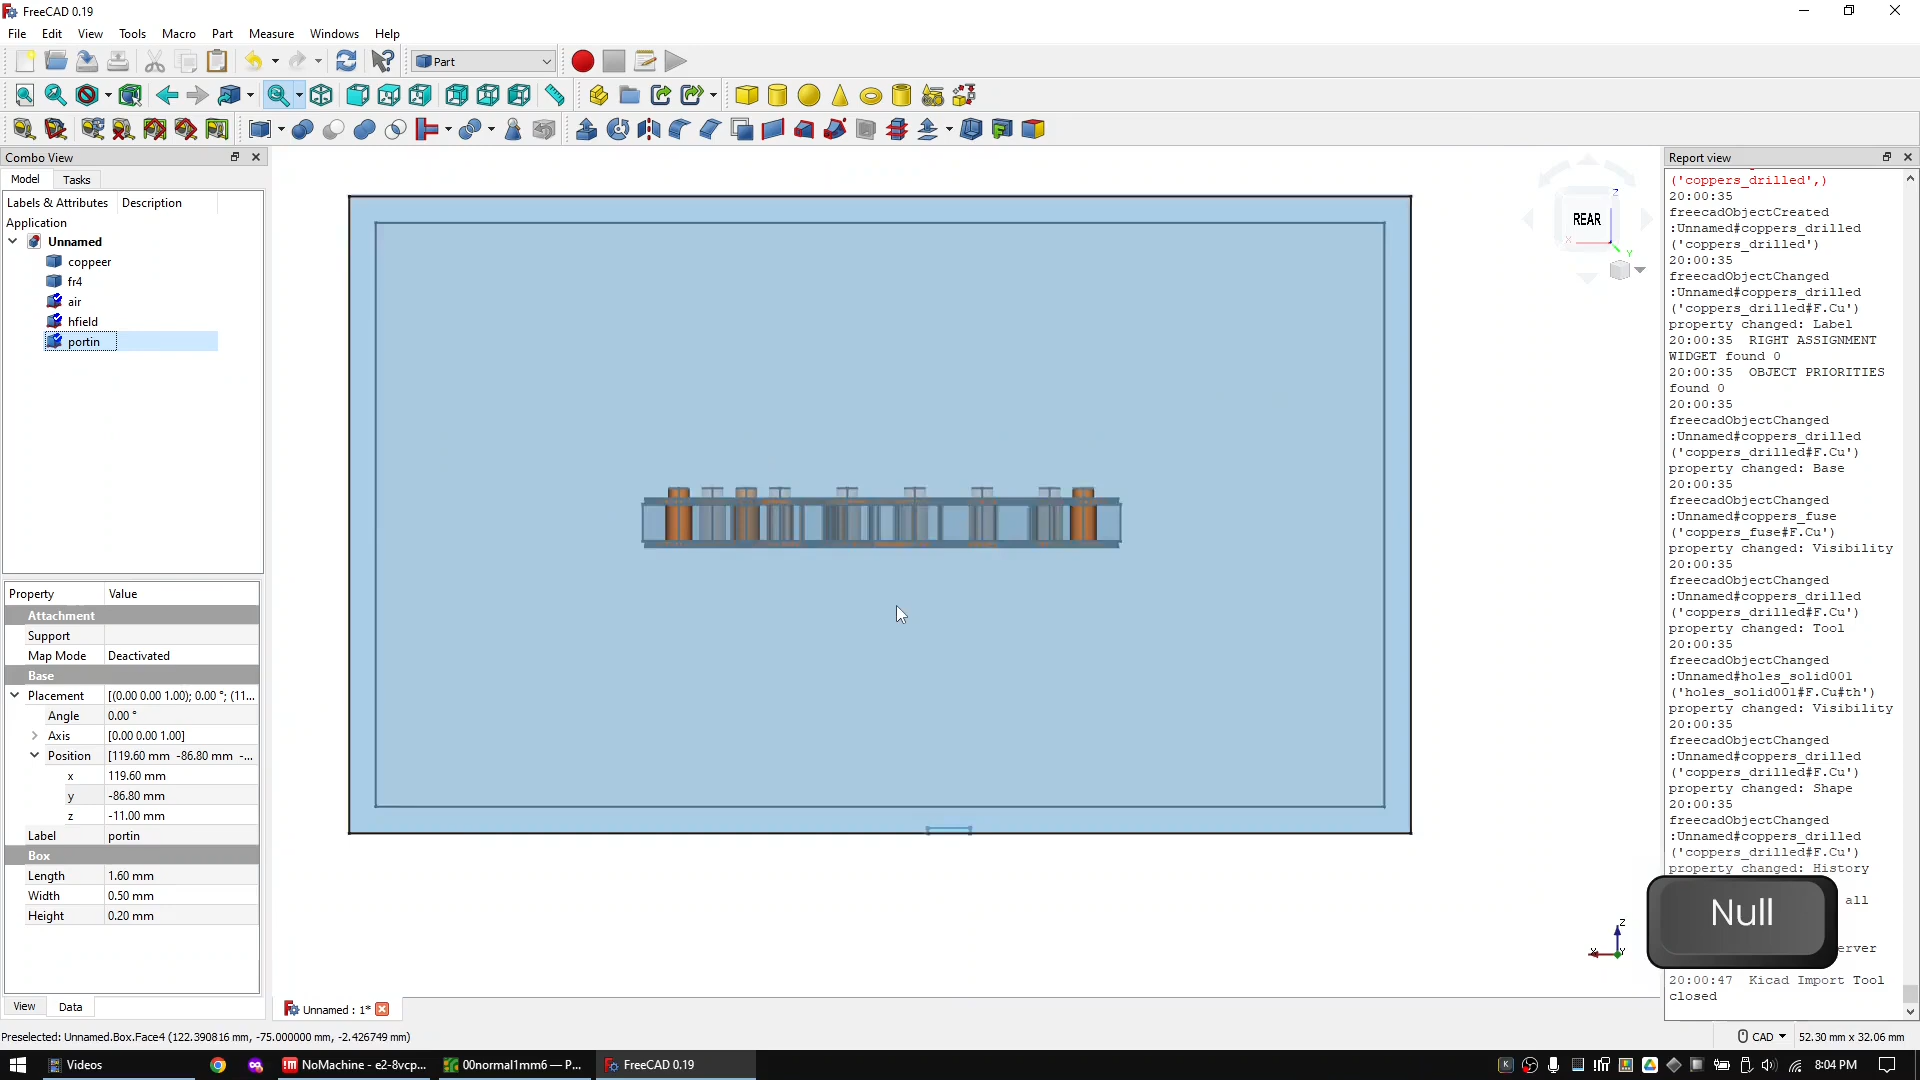 FreeCAD 0.19
File Edit View Tools Macro Part Measure Windows Help
Part
Combo View
Model Tasks
Labels & Attributes Description
Application
Unnamed
coppeer
fr4
air
hfield
portin
Property Value
Attachment
Support
Map Mode Deactivated
Base
Placement [(0.00 0.00 1.00); 0.00 °; (11...
Angle 0.00 °
Axis [0.00 0.00 1.00]
Position [119.60 mm -86.80 mm -...
x 119.60 mm
y -86.80 mm
z -11.00 mm
Label portin
Box
Length 1.60 mm
Width 0.50 mm
Height 0.20 mm
View Data
REAR
Z
X
Y
Z
X
Y
Unnamed : 1*
Report view
('coppers_drilled',)
20:00:35
freecadObjectCreated
:Unnamed#coppers_drilled
('coppers_drilled')
20:00:35
freecadObjectChanged
:Unnamed#coppers_drilled
('coppers_drilled#F.Cu')
property changed: Label
20:00:35 RIGHT ASSIGNMENT
WIDGET found 0
20:00:35 OBJECT PRIORITIES
found 0
20:00:35
freecadObjectChanged
:Unnamed#coppers_drilled
('coppers_drilled#F.Cu')
property changed: Base
20:00:35
freecadObjectChanged
:Unnamed#coppers_fuse
('coppers_fuse#F.Cu')
property changed: Visibility
20:00:35
freecadObjectChanged
:Unnamed#coppers_drilled
('coppers_drilled#F.Cu')
property changed: Tool
20:00:35
freecadObjectChanged
:Unnamed#holes_solid001
('holes_solid001#F.Cu#th')
property changed: Visibility
20:00:35
freecadObjectChanged
:Unnamed#coppers_drilled
('coppers_drilled#F.Cu')
property changed: Shape
20:00:35
freecadObjectChanged
:Unnamed#coppers_drilled
('coppers_drilled#F.Cu')
property changed: History
all
Null
erver
20:00:47 Kicad Import Tool
closed
Preselected: Unnamed.Box.Face4 (122.390816 mm, -75.000000 mm, -2.426749 mm)
CAD 52.30 mm x 32.06 mm
Videos
NoMachine - e2-8vcp...
00normal1mm6 — P...
FreeCAD 0.19
8:04 PM